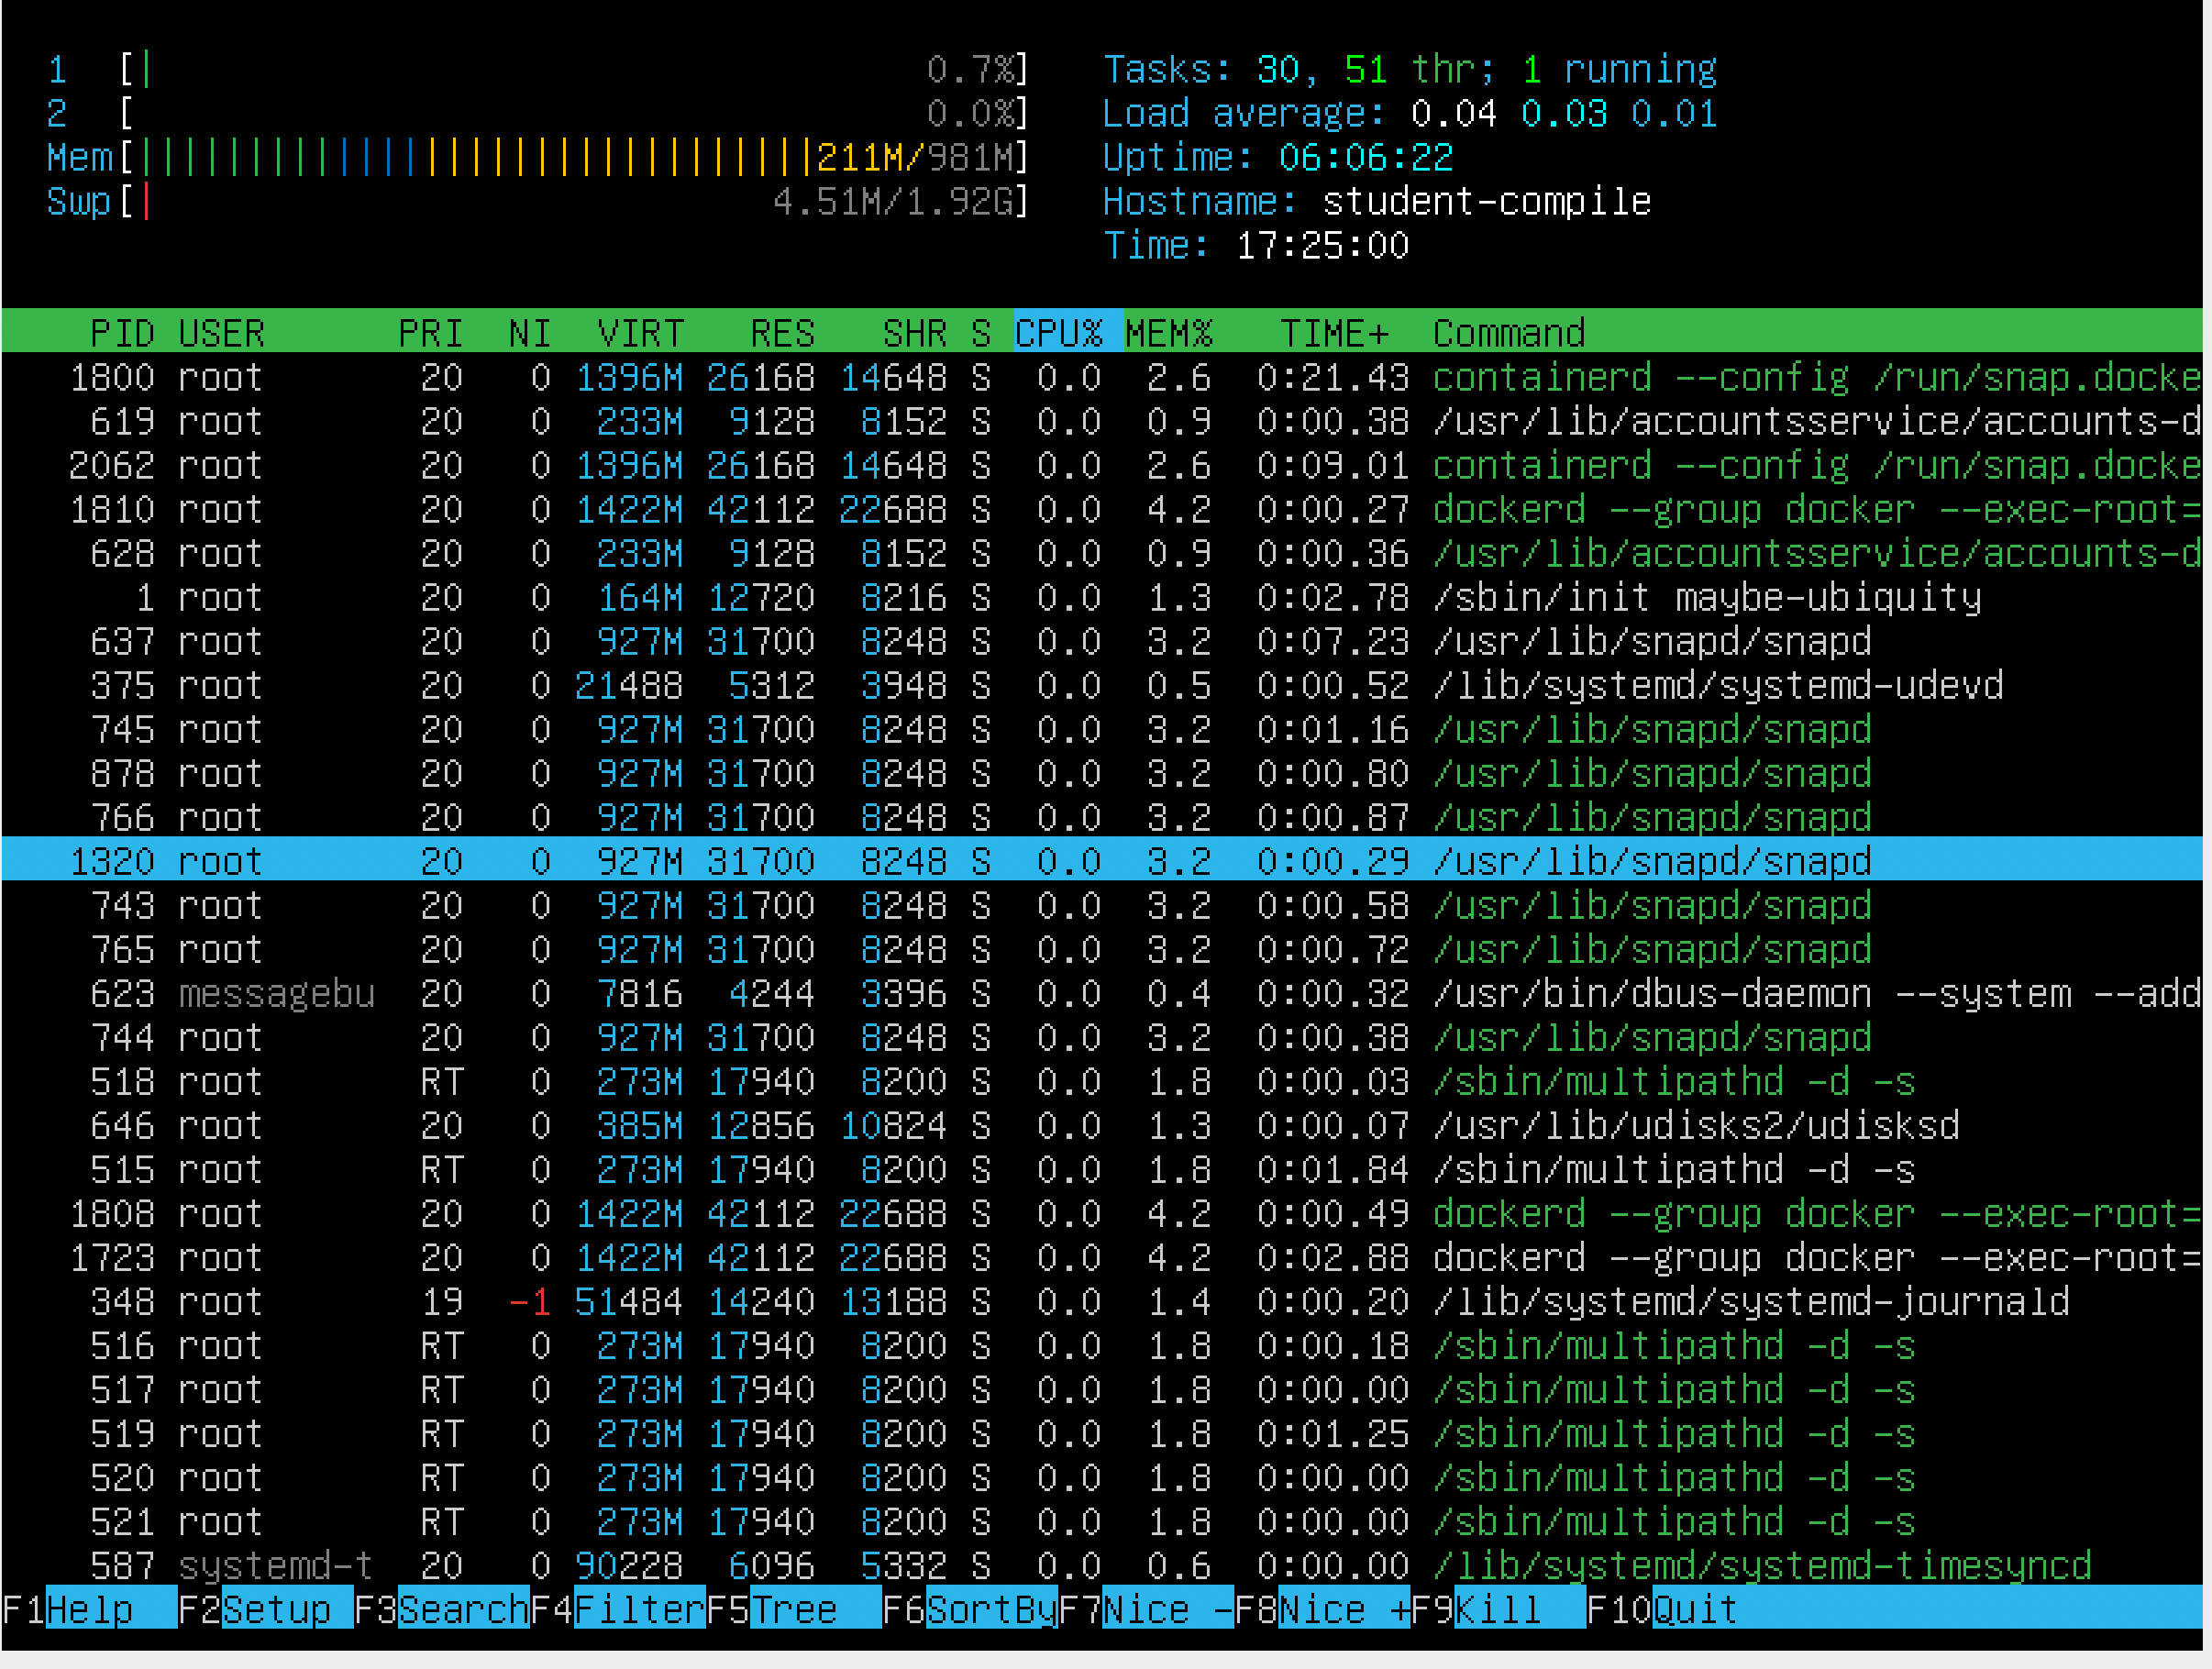 1 [| 0.7%] Tasks: 30, 51 thr; 1 running
2 [ 0.0%] Load average: 0.04 0.03 0.01
Mem[|||||||||||||||||||||||||||||||211M/981M] Uptime: 06:06:22
Swp[| 4.51M/1.92G] Hostname: student-compile
Time: 17:25:00
PID USER PRI NI VIRT RES SHR S CPU% MEM% TIME+ Command
1800 root 20 0 1396M 26168 14648 S 0.0 2.6 0:21.43 containerd --config /run/snap.docke
619 root 20 0 233M 9128 8152 S 0.0 0.9 0:00.38 /usr/lib/accountsservice/accounts-d
2062 root 20 0 1396M 26168 14648 S 0.0 2.6 0:09.01 containerd --config /run/snap.docke
1810 root 20 0 1422M 42112 22688 S 0.0 4.2 0:00.27 dockerd --group docker --exec-root=
628 root 20 0 233M 9128 8152 S 0.0 0.9 0:00.36 /usr/lib/accountsservice/accounts-d
1 root 20 0 164M 12720 8216 S 0.0 1.3 0:02.78 /sbin/init maybe-ubiquity
637 root 20 0 927M 31700 8248 S 0.0 3.2 0:07.23 /usr/lib/snapd/snapd
375 root 20 0 21488 5312 3948 S 0.0 0.5 0:00.52 /lib/systemd/systemd-udevd
745 root 20 0 927M 31700 8248 S 0.0 3.2 0:01.16 /usr/lib/snapd/snapd
878 root 20 0 927M 31700 8248 S 0.0 3.2 0:00.80 /usr/lib/snapd/snapd
766 root 20 0 927M 31700 8248 S 0.0 3.2 0:00.87 /usr/lib/snapd/snapd
1320 root 20 0 927M 31700 8248 S 0.0 3.2 0:00.29 /usr/lib/snapd/snapd
743 root 20 0 927M 31700 8248 S 0.0 3.2 0:00.58 /usr/lib/snapd/snapd
765 root 20 0 927M 31700 8248 S 0.0 3.2 0:00.72 /usr/lib/snapd/snapd
623 messagebu 20 0 7816 4244 3396 S 0.0 0.4 0:00.32 /usr/bin/dbus-daemon --system --add
744 root 20 0 927M 31700 8248 S 0.0 3.2 0:00.38 /usr/lib/snapd/snapd
518 root RT 0 273M 17940 8200 S 0.0 1.8 0:00.03 /sbin/multipathd -d -s
646 root 20 0 385M 12856 10824 S 0.0 1.3 0:00.07 /usr/lib/udisks2/udisksd
515 root RT 0 273M 17940 8200 S 0.0 1.8 0:01.84 /sbin/multipathd -d -s
1808 root 20 0 1422M 42112 22688 S 0.0 4.2 0:00.49 dockerd --group docker --exec-root=
1723 root 20 0 1422M 42112 22688 S 0.0 4.2 0:02.88 dockerd --group docker --exec-root=
348 root 19 -1 51484 14240 13188 S 0.0 1.4 0:00.20 /lib/systemd/systemd-journald
516 root RT 0 273M 17940 8200 S 0.0 1.8 0:00.18 /sbin/multipathd -d -s
517 root RT 0 273M 17940 8200 S 0.0 1.8 0:00.00 /sbin/multipathd -d -s
519 root RT 0 273M 17940 8200 S 0.0 1.8 0:01.25 /sbin/multipathd -d -s
520 root RT 0 273M 17940 8200 S 0.0 1.8 0:00.00 /sbin/multipathd -d -s
521 root RT 0 273M 17940 8200 S 0.0 1.8 0:00.00 /sbin/multipathd -d -s
587 systemd-t 20 0 90228 6096 5332 S 0.0 0.6 0:00.00 /lib/systemd/systemd-timesyncd
F1Help F2Setup F3SearchF4FilterF5Tree F6SortByF7Nice -F8Nice +F9Kill F10Quit